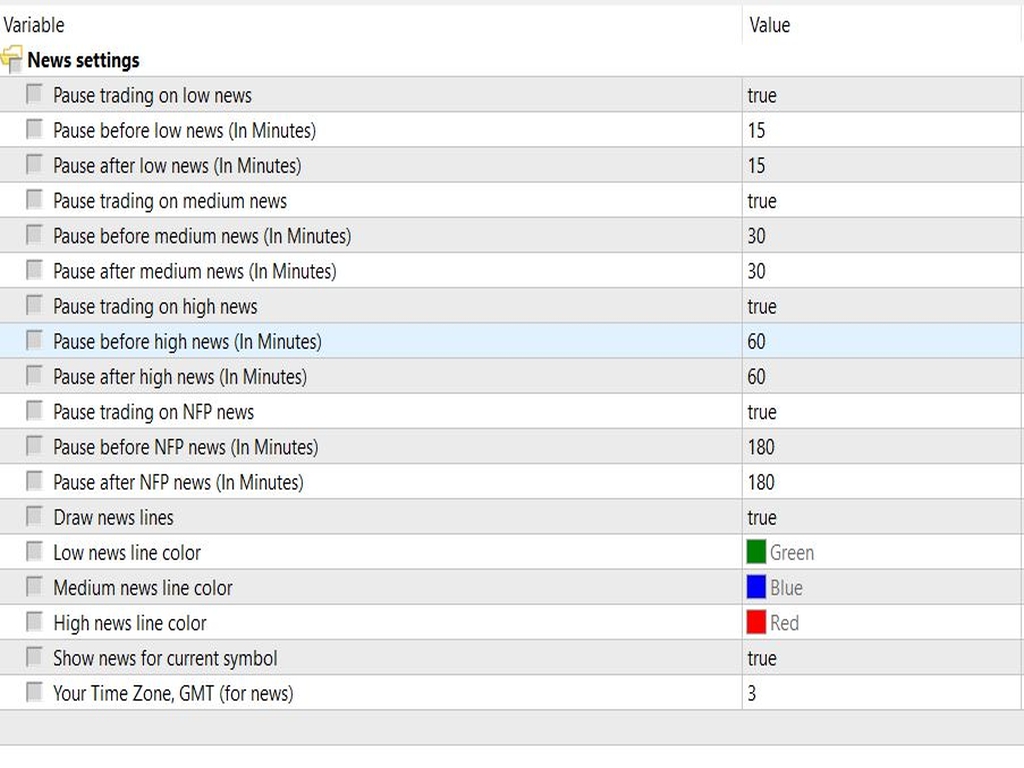 Variable Value
News settings
Pause trading on low news true
Pause before low news (In Minutes) 15
Pause after low news (In Minutes) 15
Pause trading on medium news true
Pause before medium news (In Minutes) 30
Pause after medium news (In Minutes) 30
Pause trading on high news true
Pause before high news (In Minutes) 60
Pause after high news (In Minutes) 60
Pause trading on NFP news true
Pause before NFP news (In Minutes) 180
Pause after NFP news (In Minutes) 180
Draw news lines true
Low news line color Green
Medium news line color Blue
High news line color Red
Show news for current symbol true
Your Time Zone, GMT (for news) 3